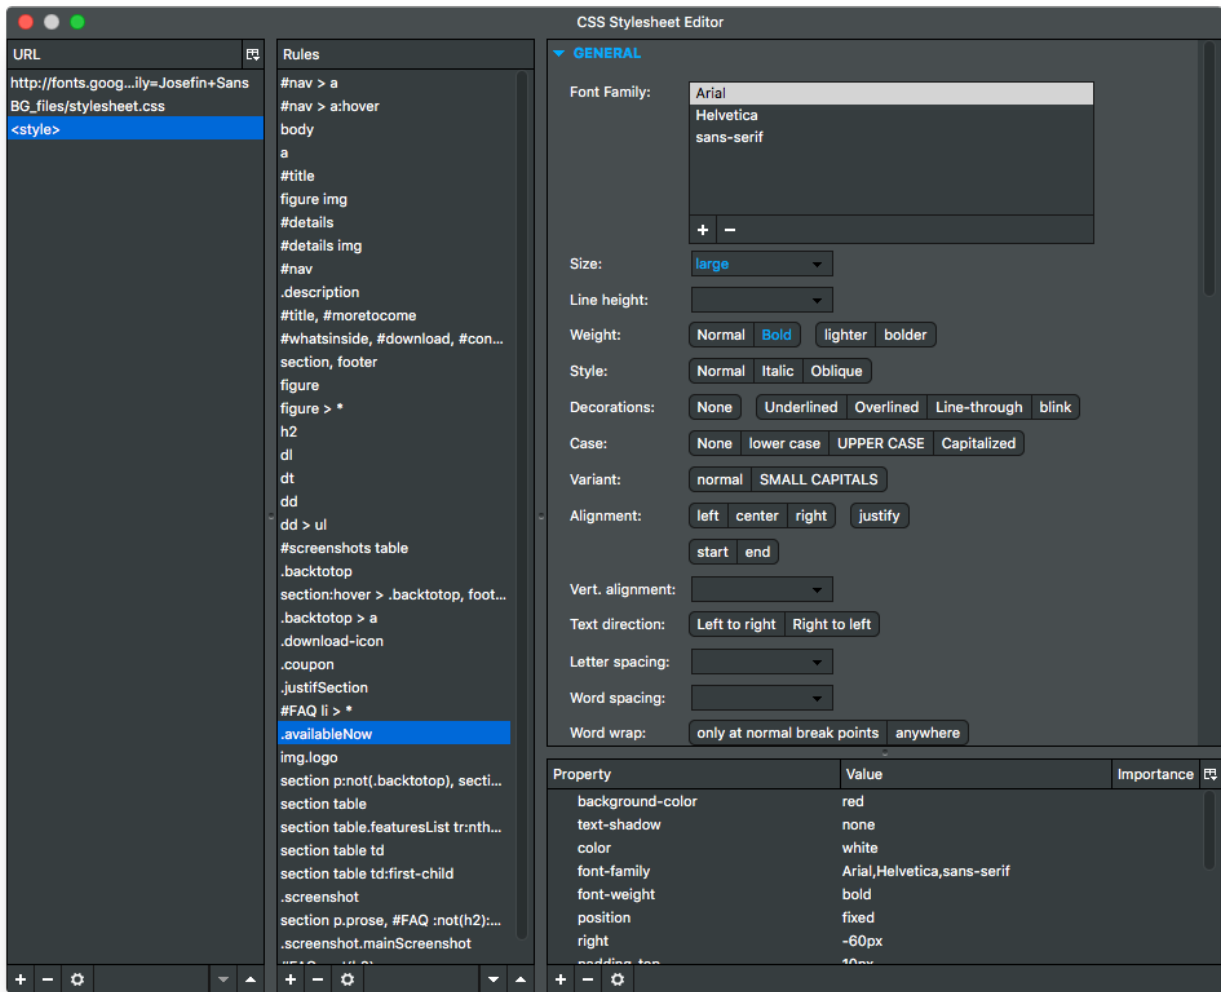 CSS Stylesheet Editor
URL
http://fonts.goog...ily=Josefin+Sans
BG_files/stylesheet.css
<style>
Rules
#nav > a
#nav > a:hover
body
a
#title
figure img
#details
#details img
#nav
.description
#title, #moretocome
#whatsinside, #download, #con...
section, footer
figure
figure > *
h2
dl
dt
dd
dd > ul
#screenshots table
.backtotop
section:hover > .backtotop, foot...
.backtotop > a
.download-icon
.coupon
.justifSection
#FAQ li > *
.availableNow
img.logo
section p:not(.backtotop), secti...
section table
section table.featuresList tr:nth...
section table td
section table td:first-child
.screenshot
section p.prose, #FAQ :not(h2):...
.screenshot.mainScreenshot
GENERAL
Font Family:
Arial
Helvetica
sans-serif
+ −
Size: large
Line height:
Weight: Normal Bold lighter bolder
Style: Normal Italic Oblique
Decorations: None Underlined Overlined Line-through blink
Case: None lower case UPPER CASE Capitalized
Variant: normal SMALL CAPITALS
Alignment: left center right justify
start end
Vert. alignment:
Text direction: Left to right Right to left
Letter spacing:
Word spacing:
Word wrap: only at normal break points anywhere
Property Value Importance
background-color red
text-shadow none
color white
font-family Arial,Helvetica,sans-serif
font-weight bold
position fixed
right -60px
padding-top 10px
+ −
+ −
+ −